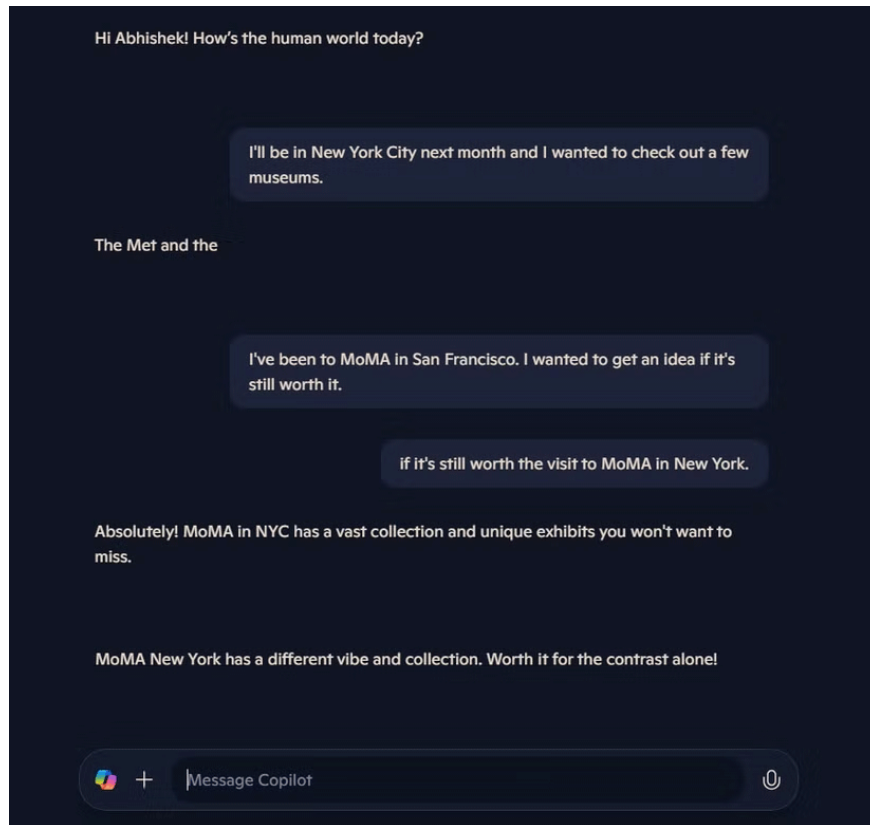 Hi Abhishek! How's the human world today?
I'll be in New York City next month and I wanted to check out a few
museums.
The Met and the
I've been to MoMA in San Francisco. I wanted to get an idea if it's
still worth it.
if it's still worth the visit to MoMA in New York.
Absolutely! MoMA in NYC has a vast collection and unique exhibits you won't want to
miss.
MoMA New York has a different vibe and collection. Worth it for the contrast alone!
Message Copilot